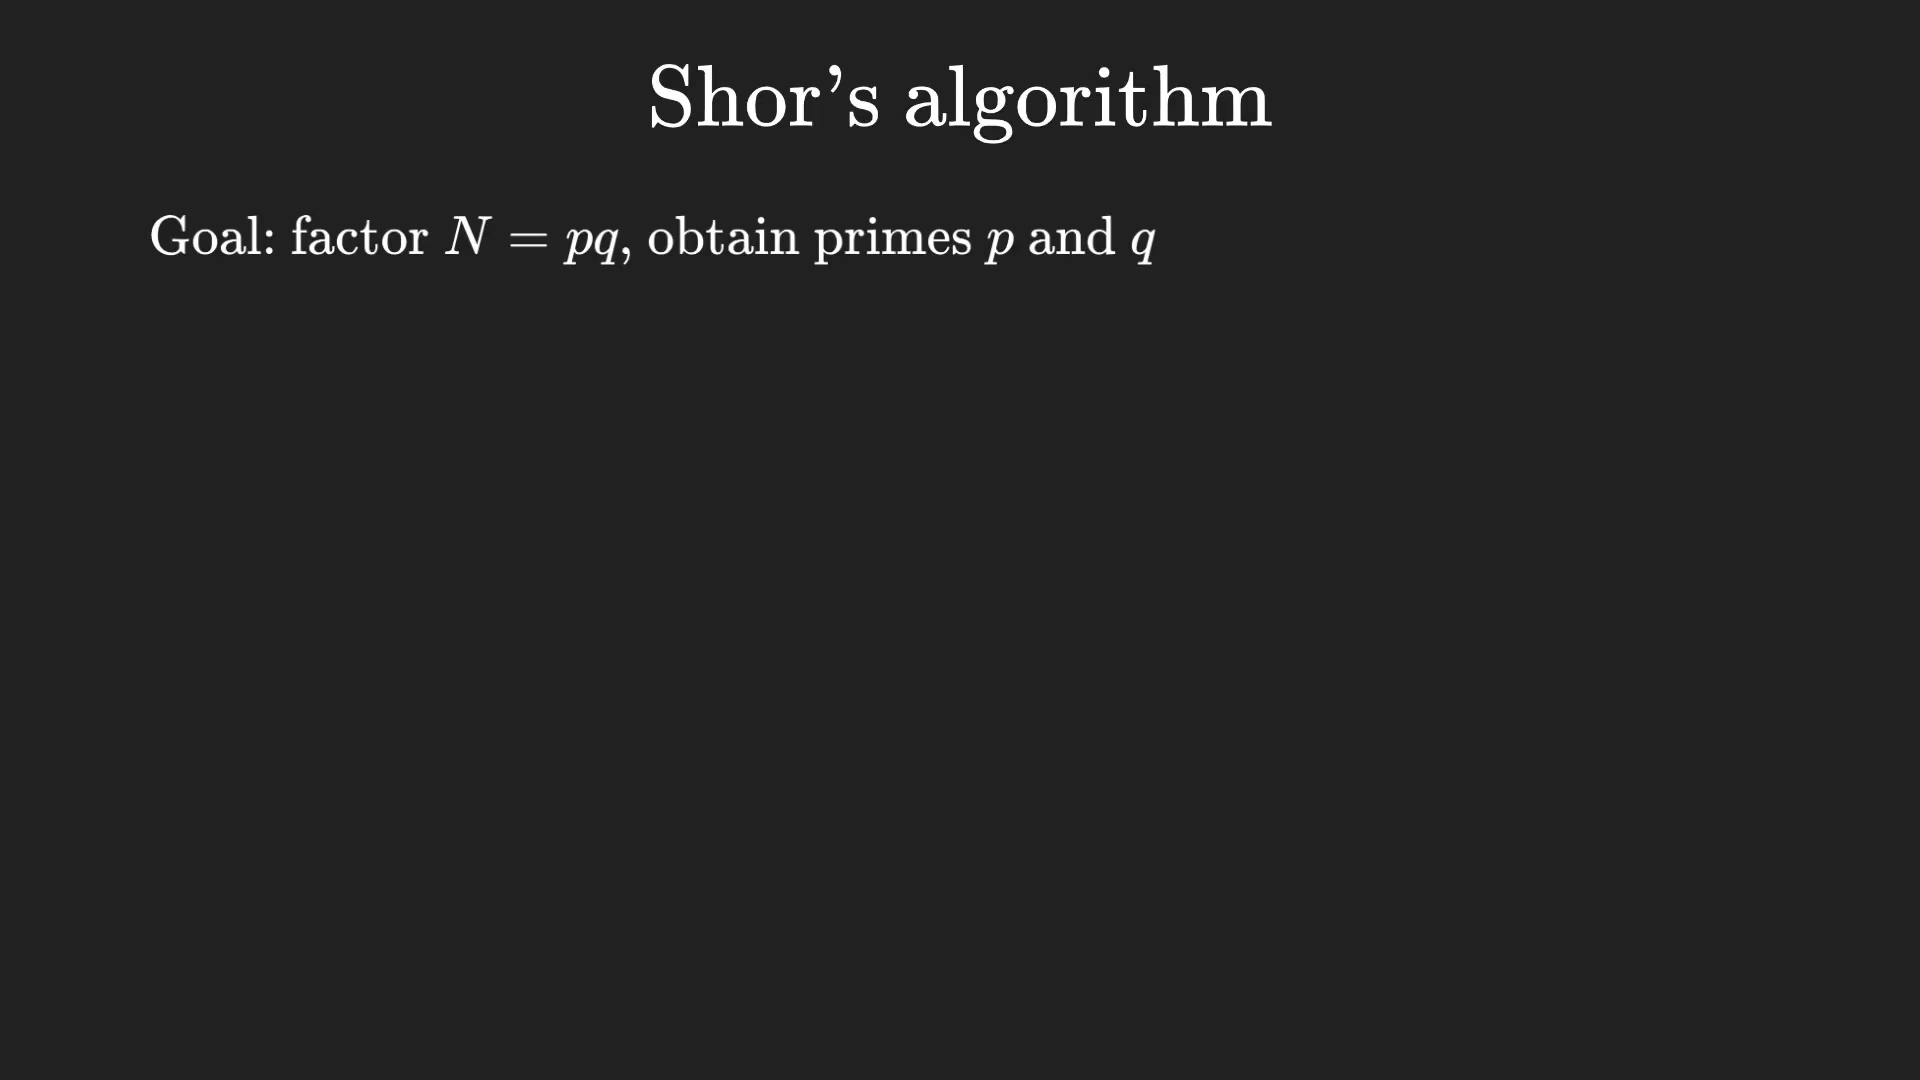 Shor’s algorithm
Goal: factor N = pq, obtain primes p and q